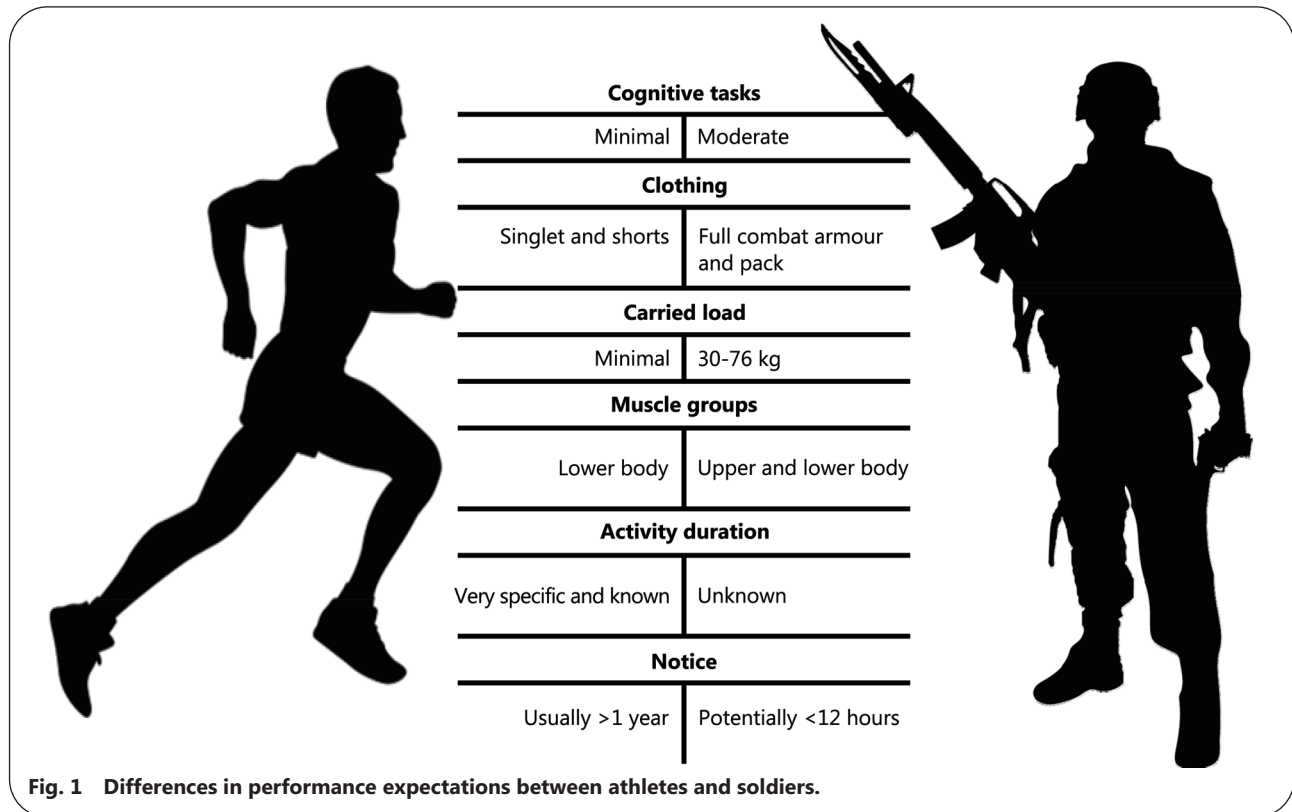 Cognitive tasks
Minimal Moderate
Clothing
Singlet and shorts Full combat armour
and pack
Carried load
Minimal 30-76 kg
Muscle groups
Lower body Upper and lower body
Activity duration
Very specific and known Unknown
Notice
Usually >1 year Potentially <12 hours
Fig. 1 Differences in performance expectations between athletes and soldiers.